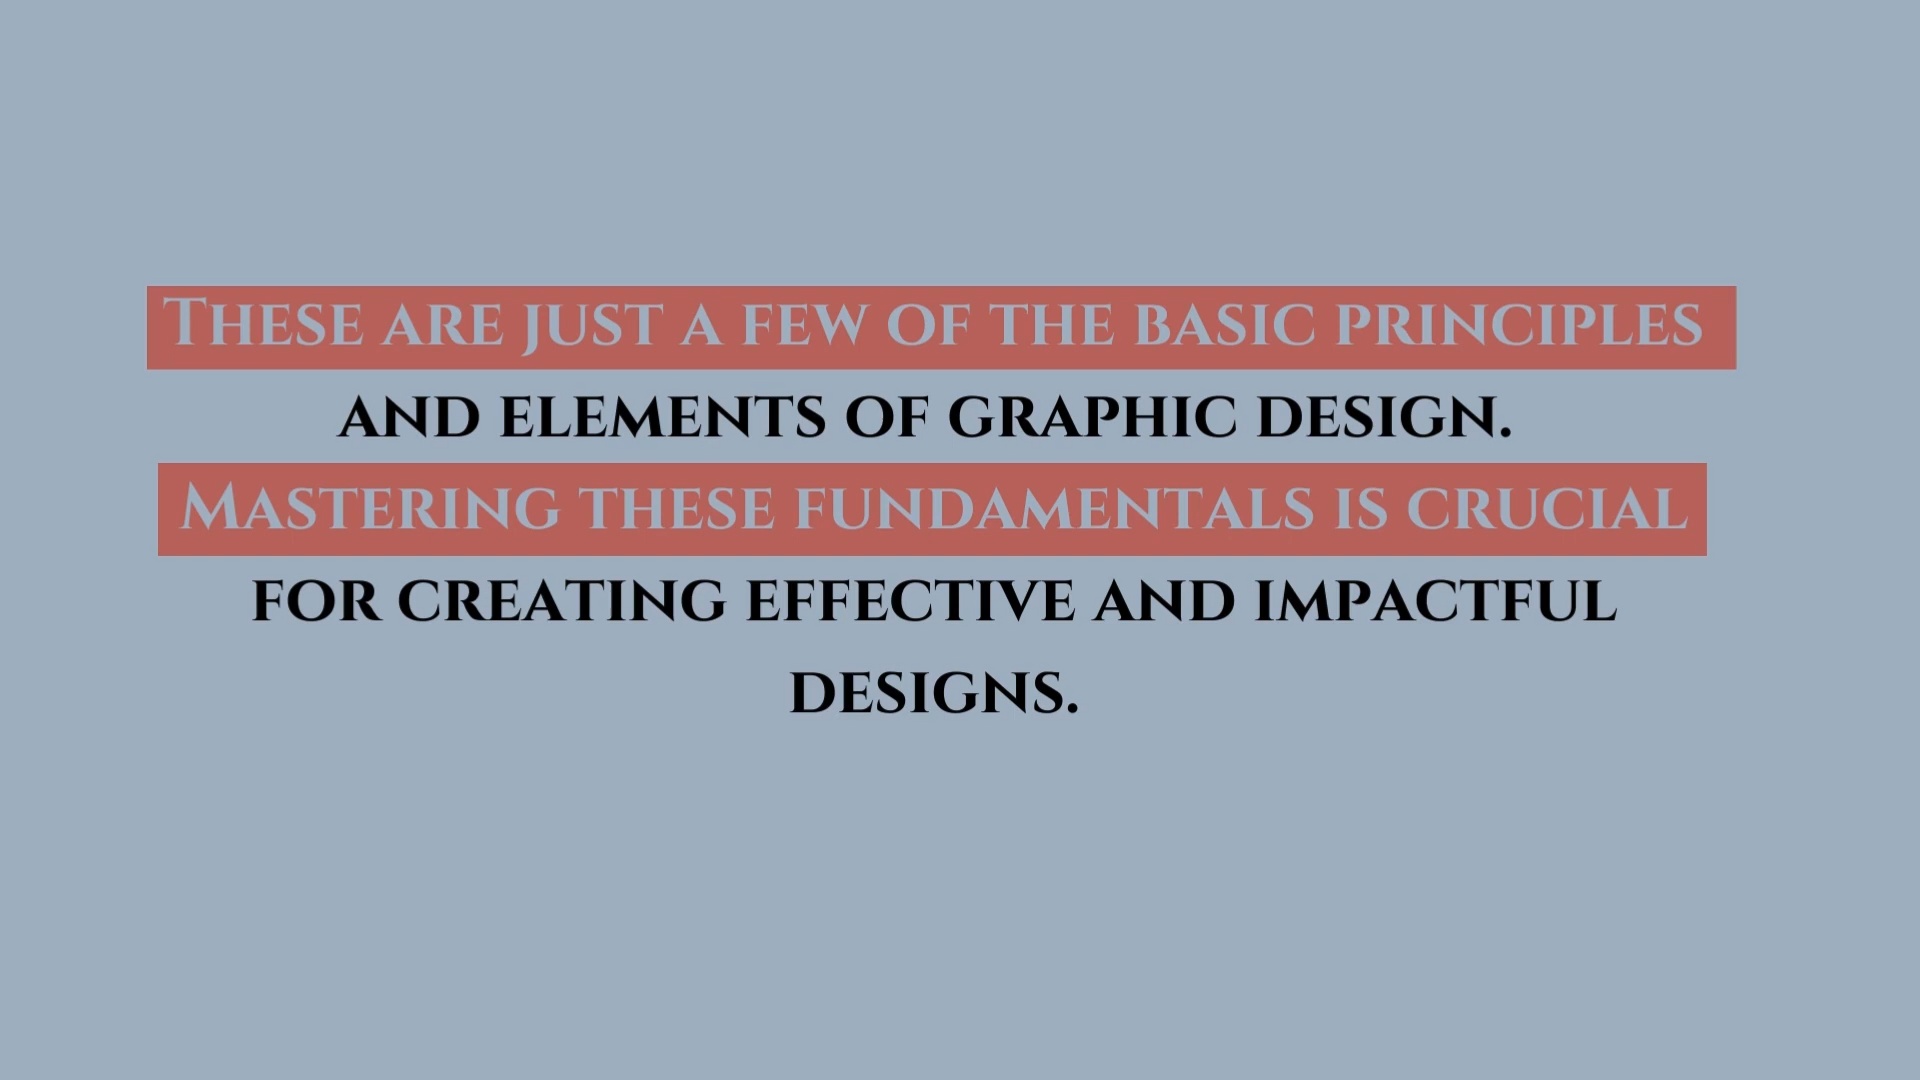 These are just a few of the basic principles
and elements of graphic design.
Mastering these fundamentals is crucial
for creating effective and impactful
designs.